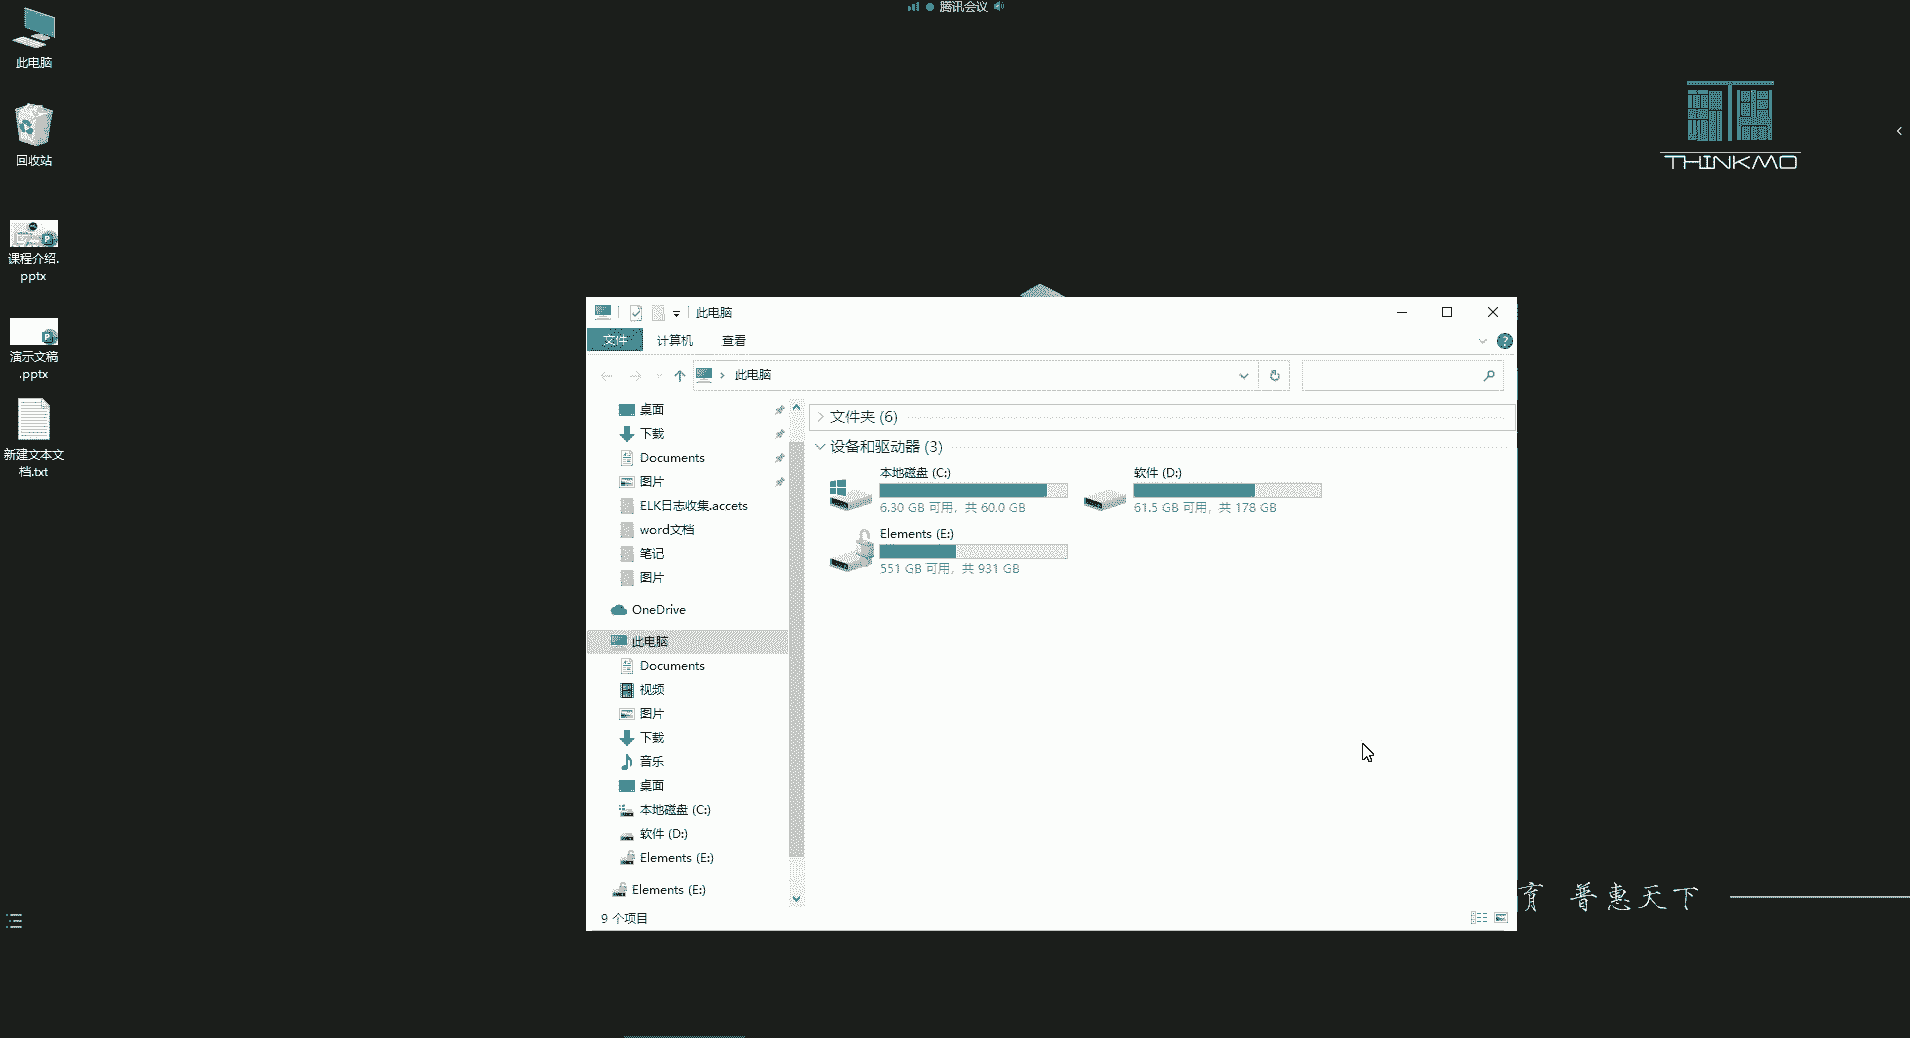 腾讯会议
此电脑
回收站
课程介绍.
pptx
演示文稿
.pptx
新建文本文
档.txt
THINKMO
此电脑
文件
计算机
查看
此电脑
桌面
下载
Documents
图片
ELK日志收集.accets
word文档
笔记
图片
OneDrive
此电脑
Documents
视频
图片
下载
音乐
桌面
本地磁盘 (C:)
软件 (D:)
Elements (E:)
Elements (E:)
文件夹 (6)
设备和驱动器 (3)
本地磁盘 (C:)
6.30 GB 可用，共 60.0 GB
软件 (D:)
61.5 GB 可用，共 178 GB
Elements (E:)
551 GB 可用，共 931 GB
9 个项目
育 普惠天下